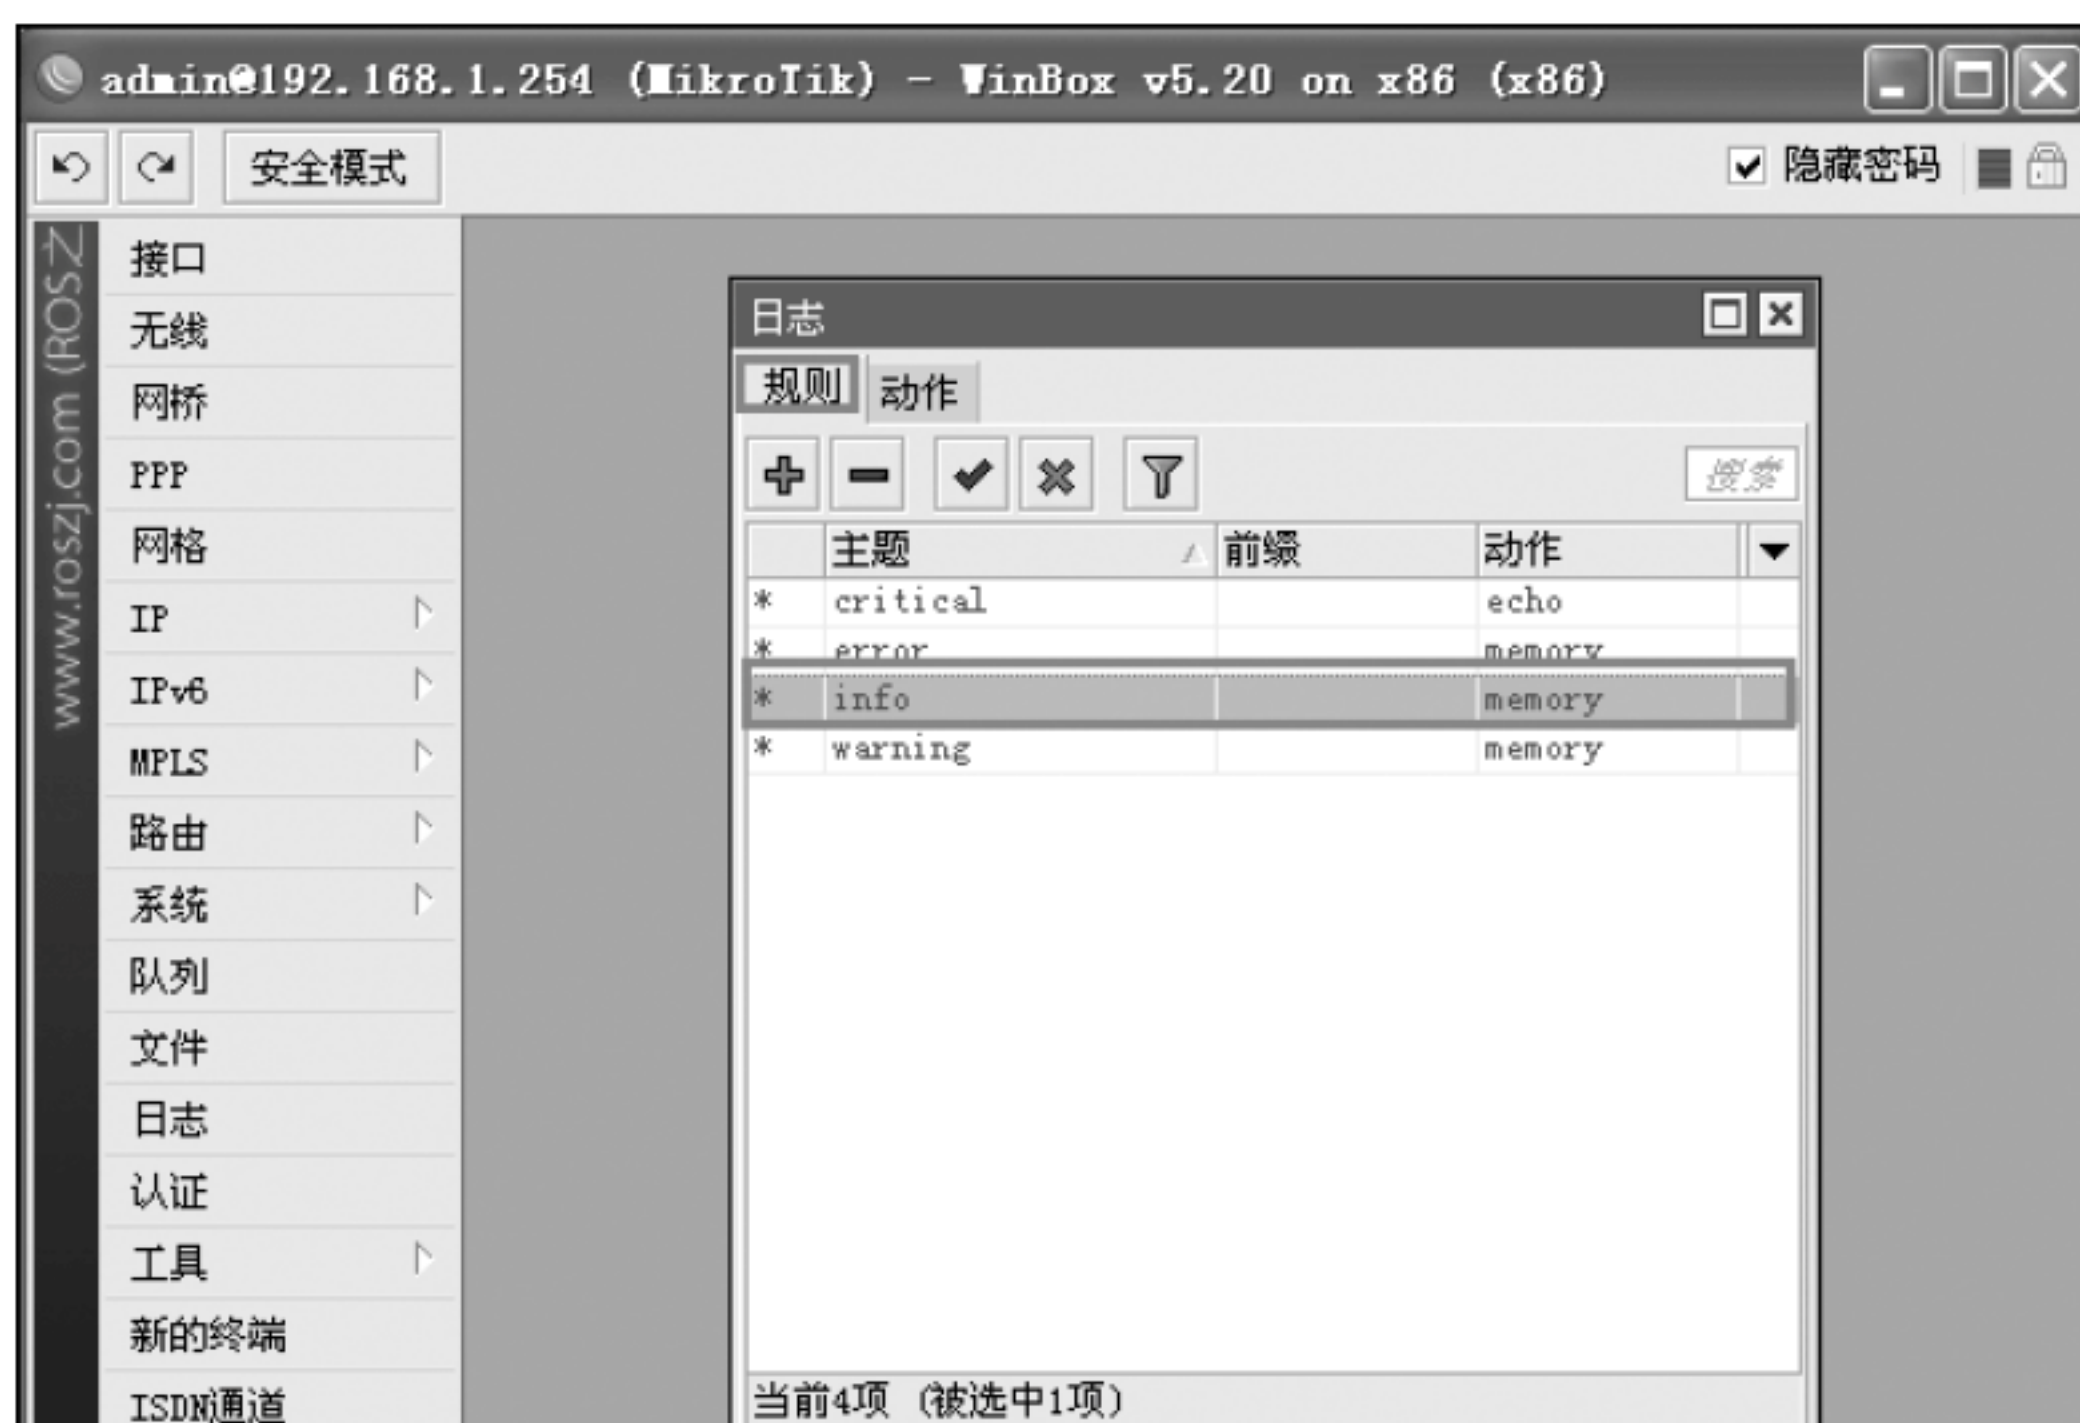 admin@192.168.1.254 (MikroTik) - WinBox v5.20 on x86 (x86)
安全模式
隐藏密码
www.roszj.com (ROS之
接口
无线
网桥
PPP
网格
IP
IPv6
MPLS
路由
系统
队列
文件
日志
认证
工具
新的终端
ISDN通道
日志
规则 动作
搜索
主题 前缀 动作
* critical echo
* error memory
* info memory
* warning memory
当前4项 (被选中1项)